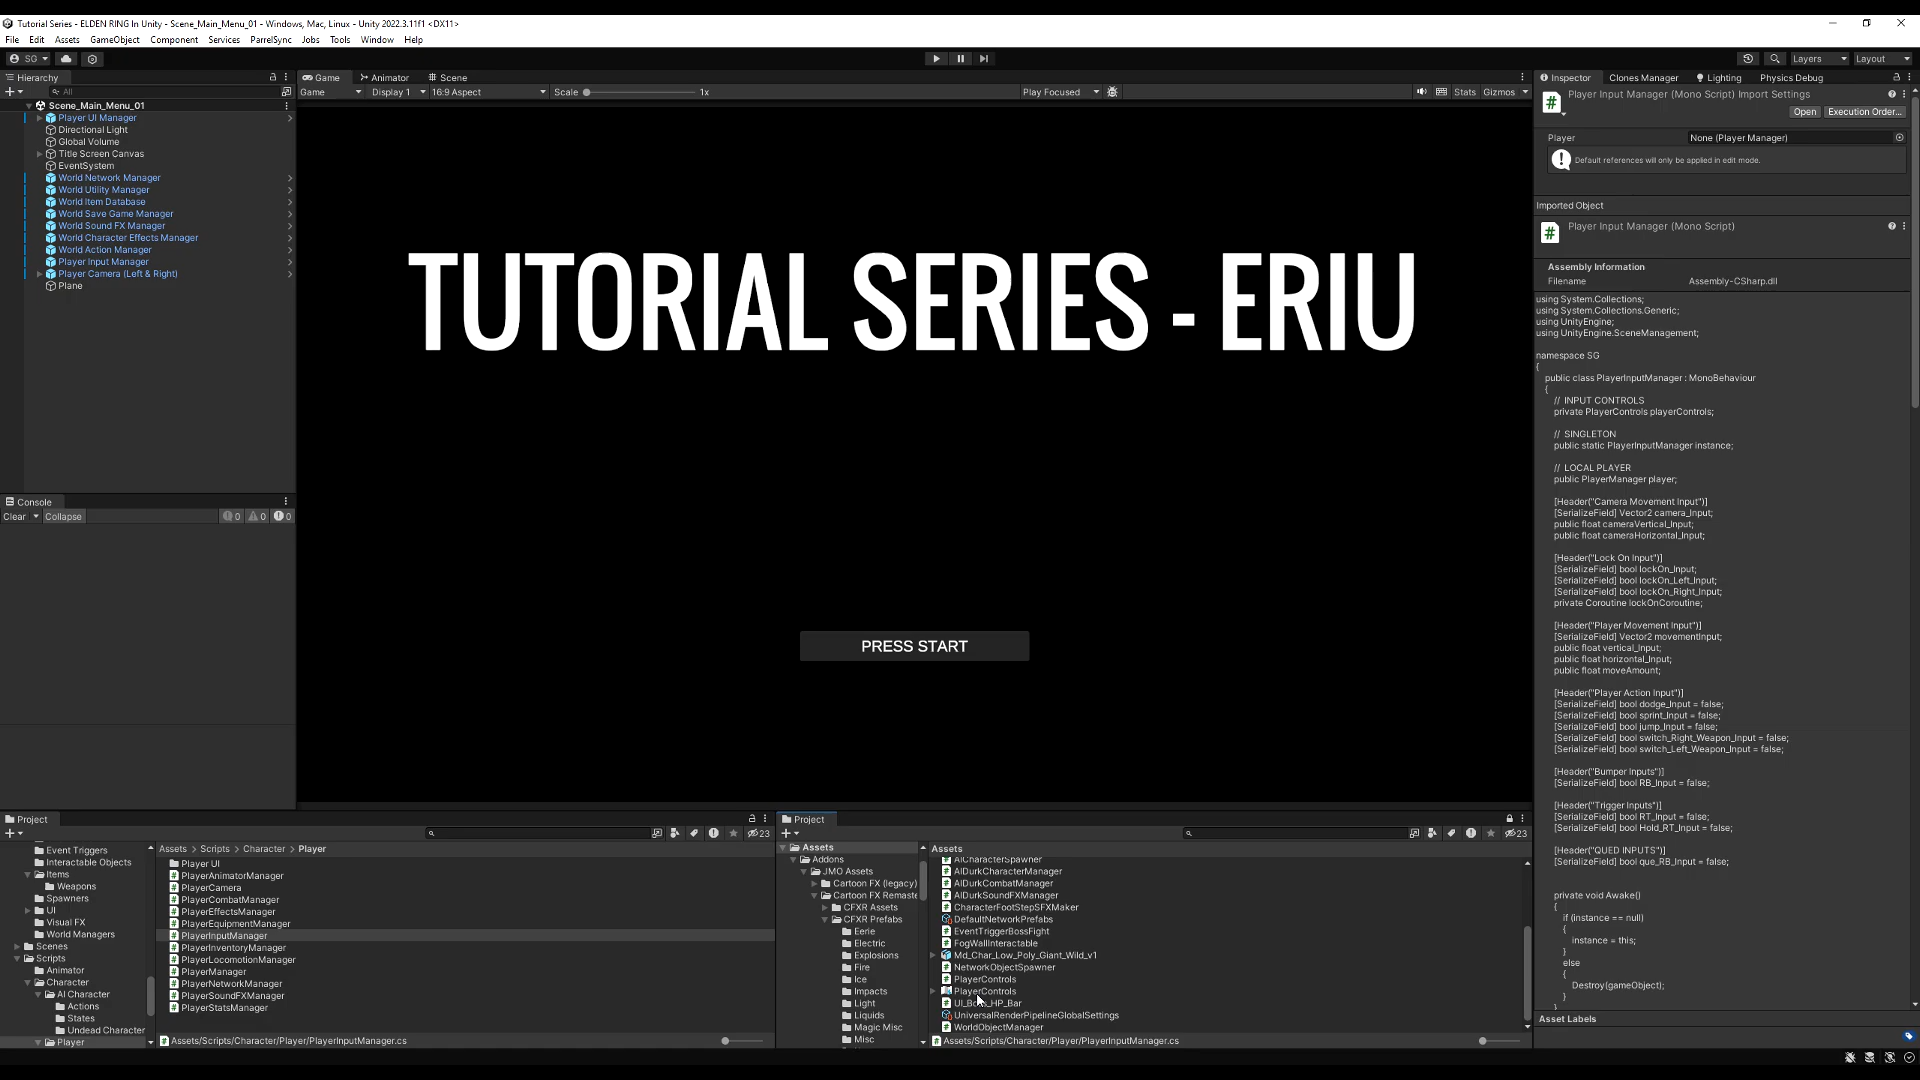 Tutorial Series - ELDEN RING In Unity - Scene_Main_Menu_01 - Windows, Mac, Linux - Unity 2022.3.11f1 <DX11>
File Edit Assets GameObject Component Services ParrelSync Jobs Tools Window Help
SG Layers Layout
Hierarchy
All
Scene_Main_Menu_01
Player UI Manager
Directional Light
Global Volume
Title Screen Canvas
EventSystem
World Network Manager
World Utility Manager
World Item Database
World Save Game Manager
World Sound FX Manager
World Character Effects Manager
World Action Manager
Player Input Manager
Player Camera (Left & Right)
Plane
Console
Clear Collapse 0 0 0
Game Animator Scene
Game Display 1 16:9 Aspect Scale 1x Play Focused Stats Gizmos
TUTORIAL SERIES - ERIU
PRESS START
Project
23
Event Triggers
Interactable Objects
Items
Weapons
Spawners
UI
Visual FX
World Managers
Scenes
Scripts
Animator
Character
AI Character
Actions
States
Undead Character
Player
Assets > Scripts > Character > Player
Player UI
PlayerAnimatorManager
PlayerCamera
PlayerCombatManager
PlayerEffectsManager
PlayerEquipmentManager
PlayerInputManager
PlayerInventoryManager
PlayerLocomotionManager
PlayerManager
PlayerNetworkManager
PlayerSoundFXManager
PlayerStatsManager
Assets/Scripts/Character/Player/PlayerInputManager.cs
Project
23
Assets
Addons
JMO Assets
Cartoon FX (legacy)
Cartoon FX Remaste
CFXR Assets
CFXR Prefabs
Eerie
Electric
Explosions
Fire
Ice
Impacts
Light
Liquids
Magic Misc
Misc
Assets
AICharacterSpawner
AIDurkCharacterManager
AIDurkCombatManager
AIDurkSoundFXManager
CharacterFootStepSFXMaker
DefaultNetworkPrefabs
EventTriggerBossFight
FogWallInteractable
Md_Char_Low_Poly_Giant_Wild_v1
NetworkObjectSpawner
PlayerControls
PlayerControls
UI_Bo HP_Bar
UniversalRenderPipelineGlobalSettings
WorldObjectManager
Assets/Scripts/Character/Player/PlayerInputManager.cs
Inspector Clones Manager Lighting Physics Debug
Player Input Manager (Mono Script) Import Settings
Open Execution Order...
Player None (Player Manager)
Default references will only be applied in edit mode.
Imported Object
Player Input Manager (Mono Script)
Assembly Information
Filename Assembly-CSharp.dll
using System.Collections;
using System.Collections.Generic;
using UnityEngine;
using UnityEngine.SceneManagement;
namespace SG
{
public class PlayerInputManager : MonoBehaviour
{
// INPUT CONTROLS
private PlayerControls playerControls;
// SINGLETON
public static PlayerInputManager instance;
// LOCAL PLAYER
public PlayerManager player;
[Header("Camera Movement Input")]
[SerializeField] Vector2 camera_Input;
public float cameraVertical_Input;
public float cameraHorizontal_Input;
[Header("Lock On Input")]
[SerializeField] bool lockOn_Input;
[SerializeField] bool lockOn_Left_Input;
[SerializeField] bool lockOn_Right_Input;
private Coroutine lockOnCoroutine;
[Header("Player Movement Input")]
[SerializeField] Vector2 movementInput;
public float vertical_Input;
public float horizontal_Input;
public float moveAmount;
[Header("Player Action Input")]
[SerializeField] bool dodge_Input = false;
[SerializeField] bool sprint_Input = false;
[SerializeField] bool jump_Input = false;
[SerializeField] bool switch_Right_Weapon_Input = false;
[SerializeField] bool switch_Left_Weapon_Input = false;
[Header("Bumper Inputs")]
[SerializeField] bool RB_Input = false;
[Header("Trigger Inputs")]
[SerializeField] bool RT_Input = false;
[SerializeField] bool Hold_RT_Input = false;
[Header("QUED INPUTS")]
[SerializeField] bool que_RB_Input = false;
private void Awake()
{
if (instance == null)
{
instance = this;
}
else
{
Destroy(gameObject);
}
}
Asset Labels